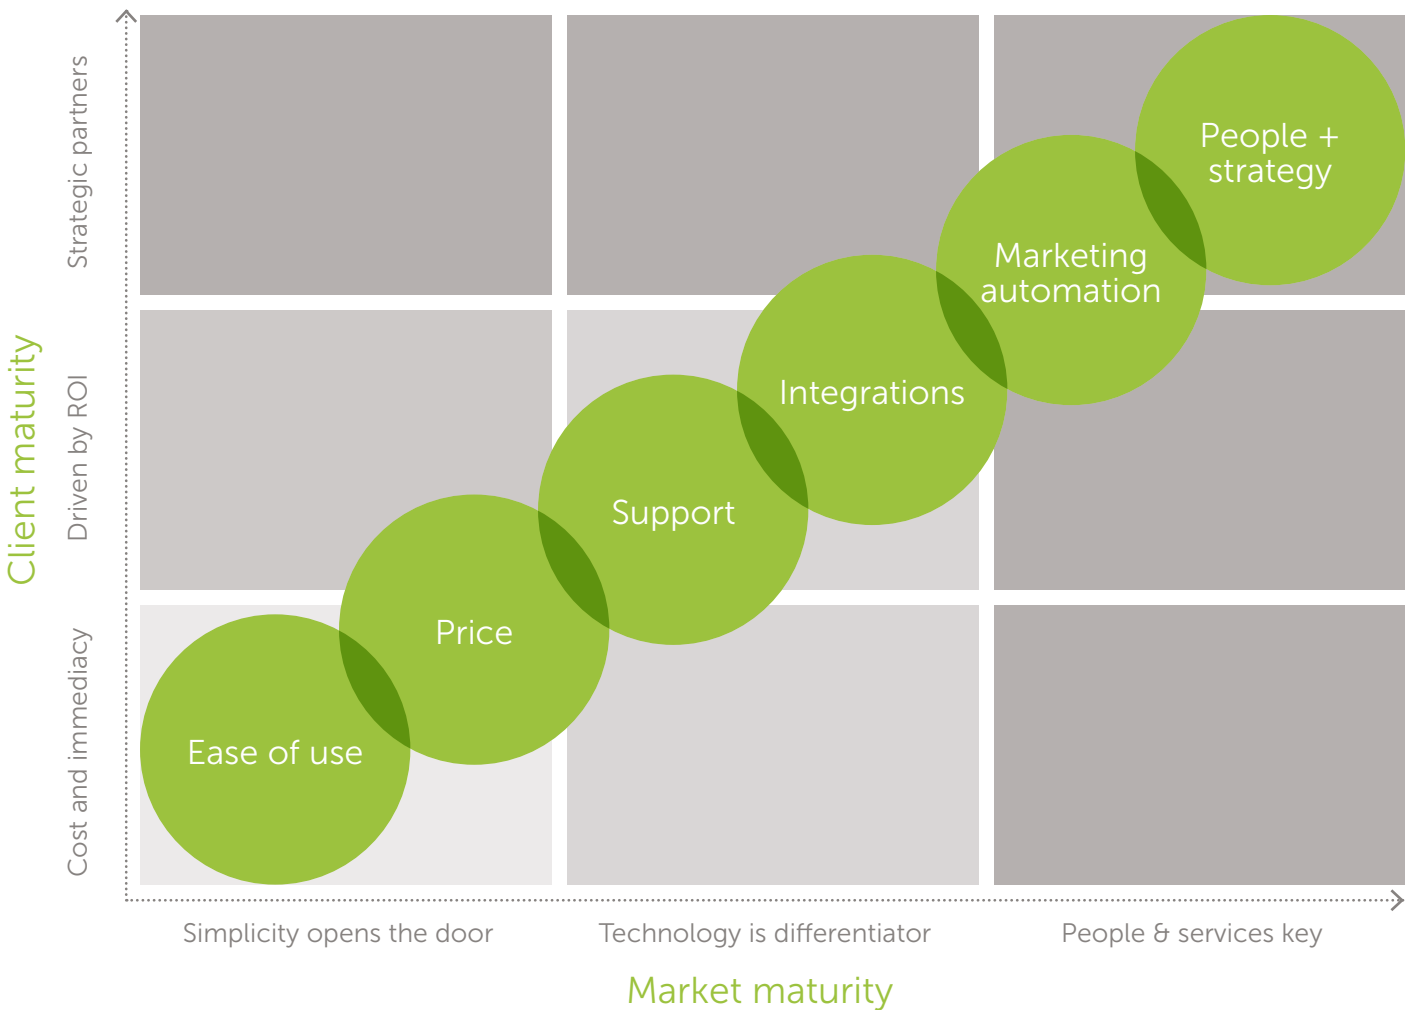 Client maturity
Strategic partners
Driven by ROI
Cost and immediacy
People +
strategy
Marketing
automation
Integrations
Support
Price
Ease of use
Simplicity opens the door
Technology is differentiator
People & services key
Market maturity